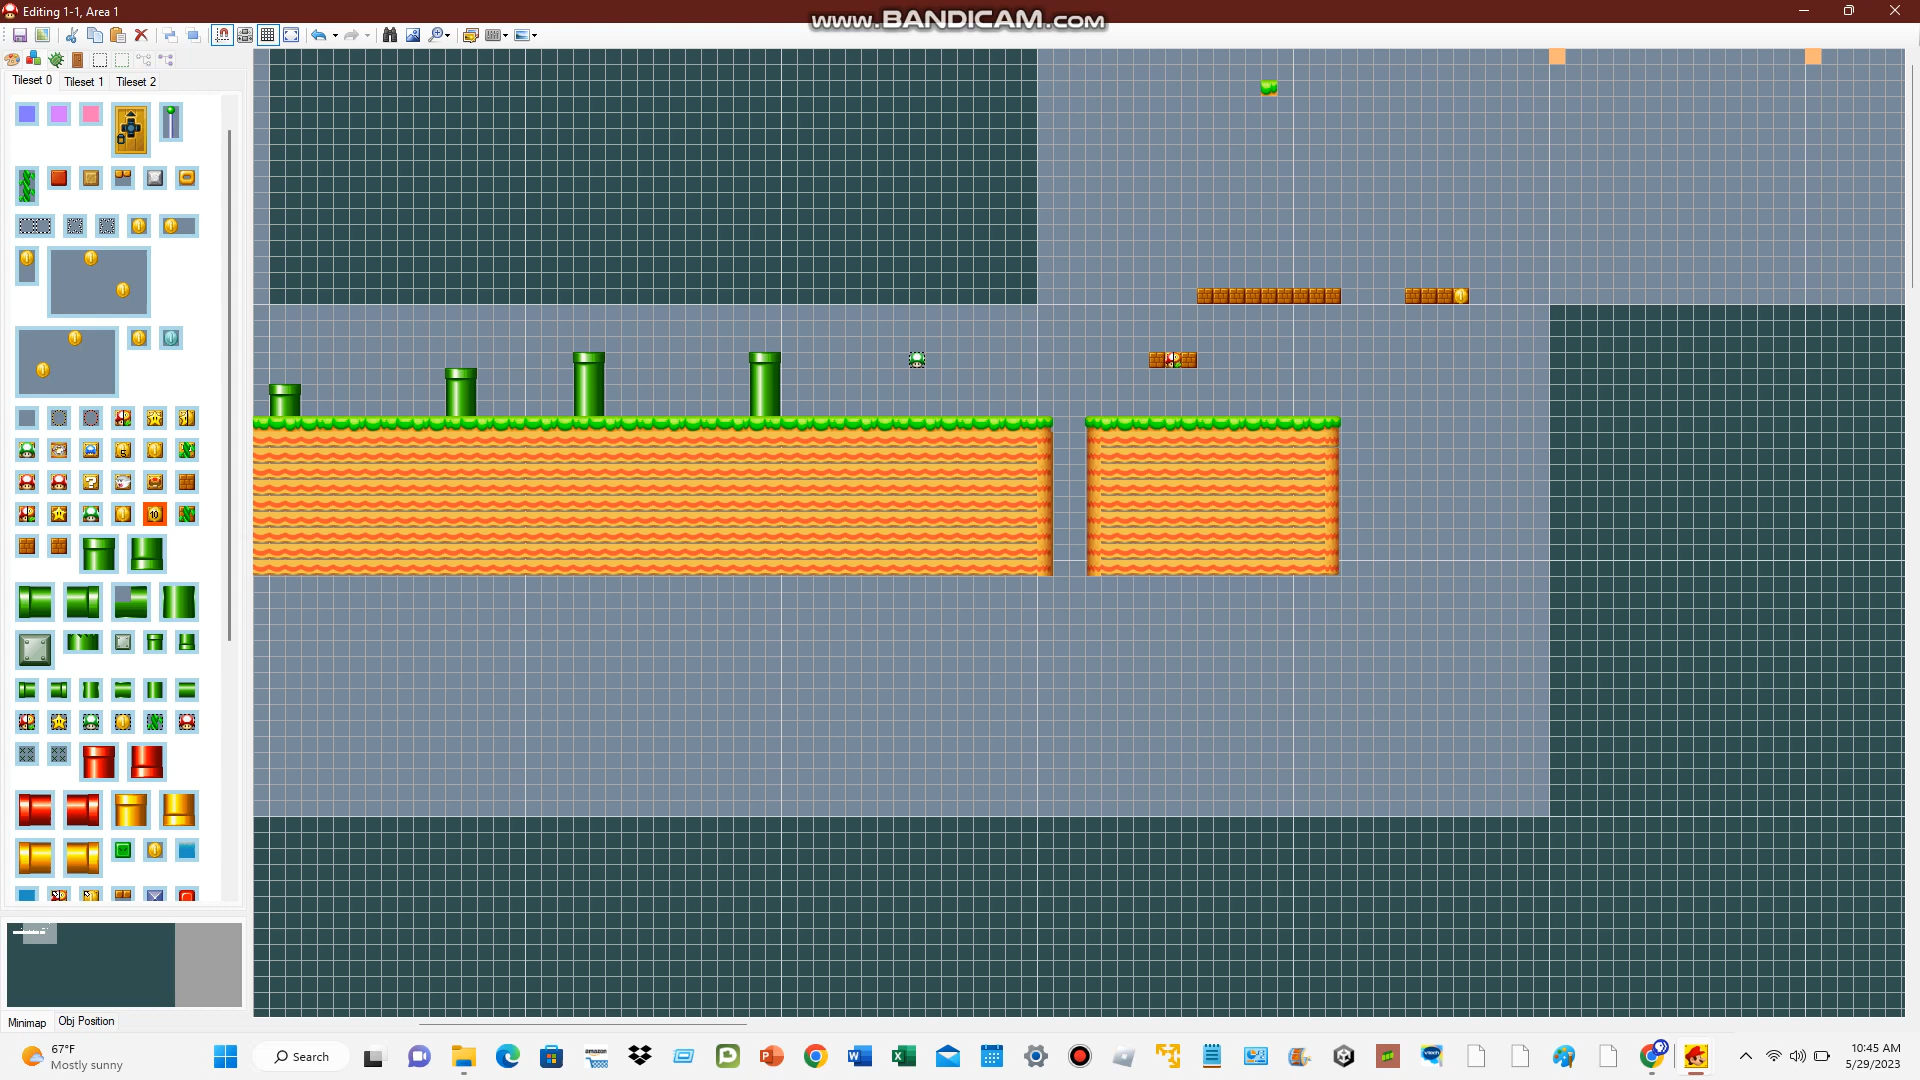 Editing 1-1, Area 1
www.BANDICAM.com
Tileset 0
Tileset 1
Tileset 2
10
Minimap
Obj Position
67°F
Mostly sunny
Search
10:45 AM
5/29/2023